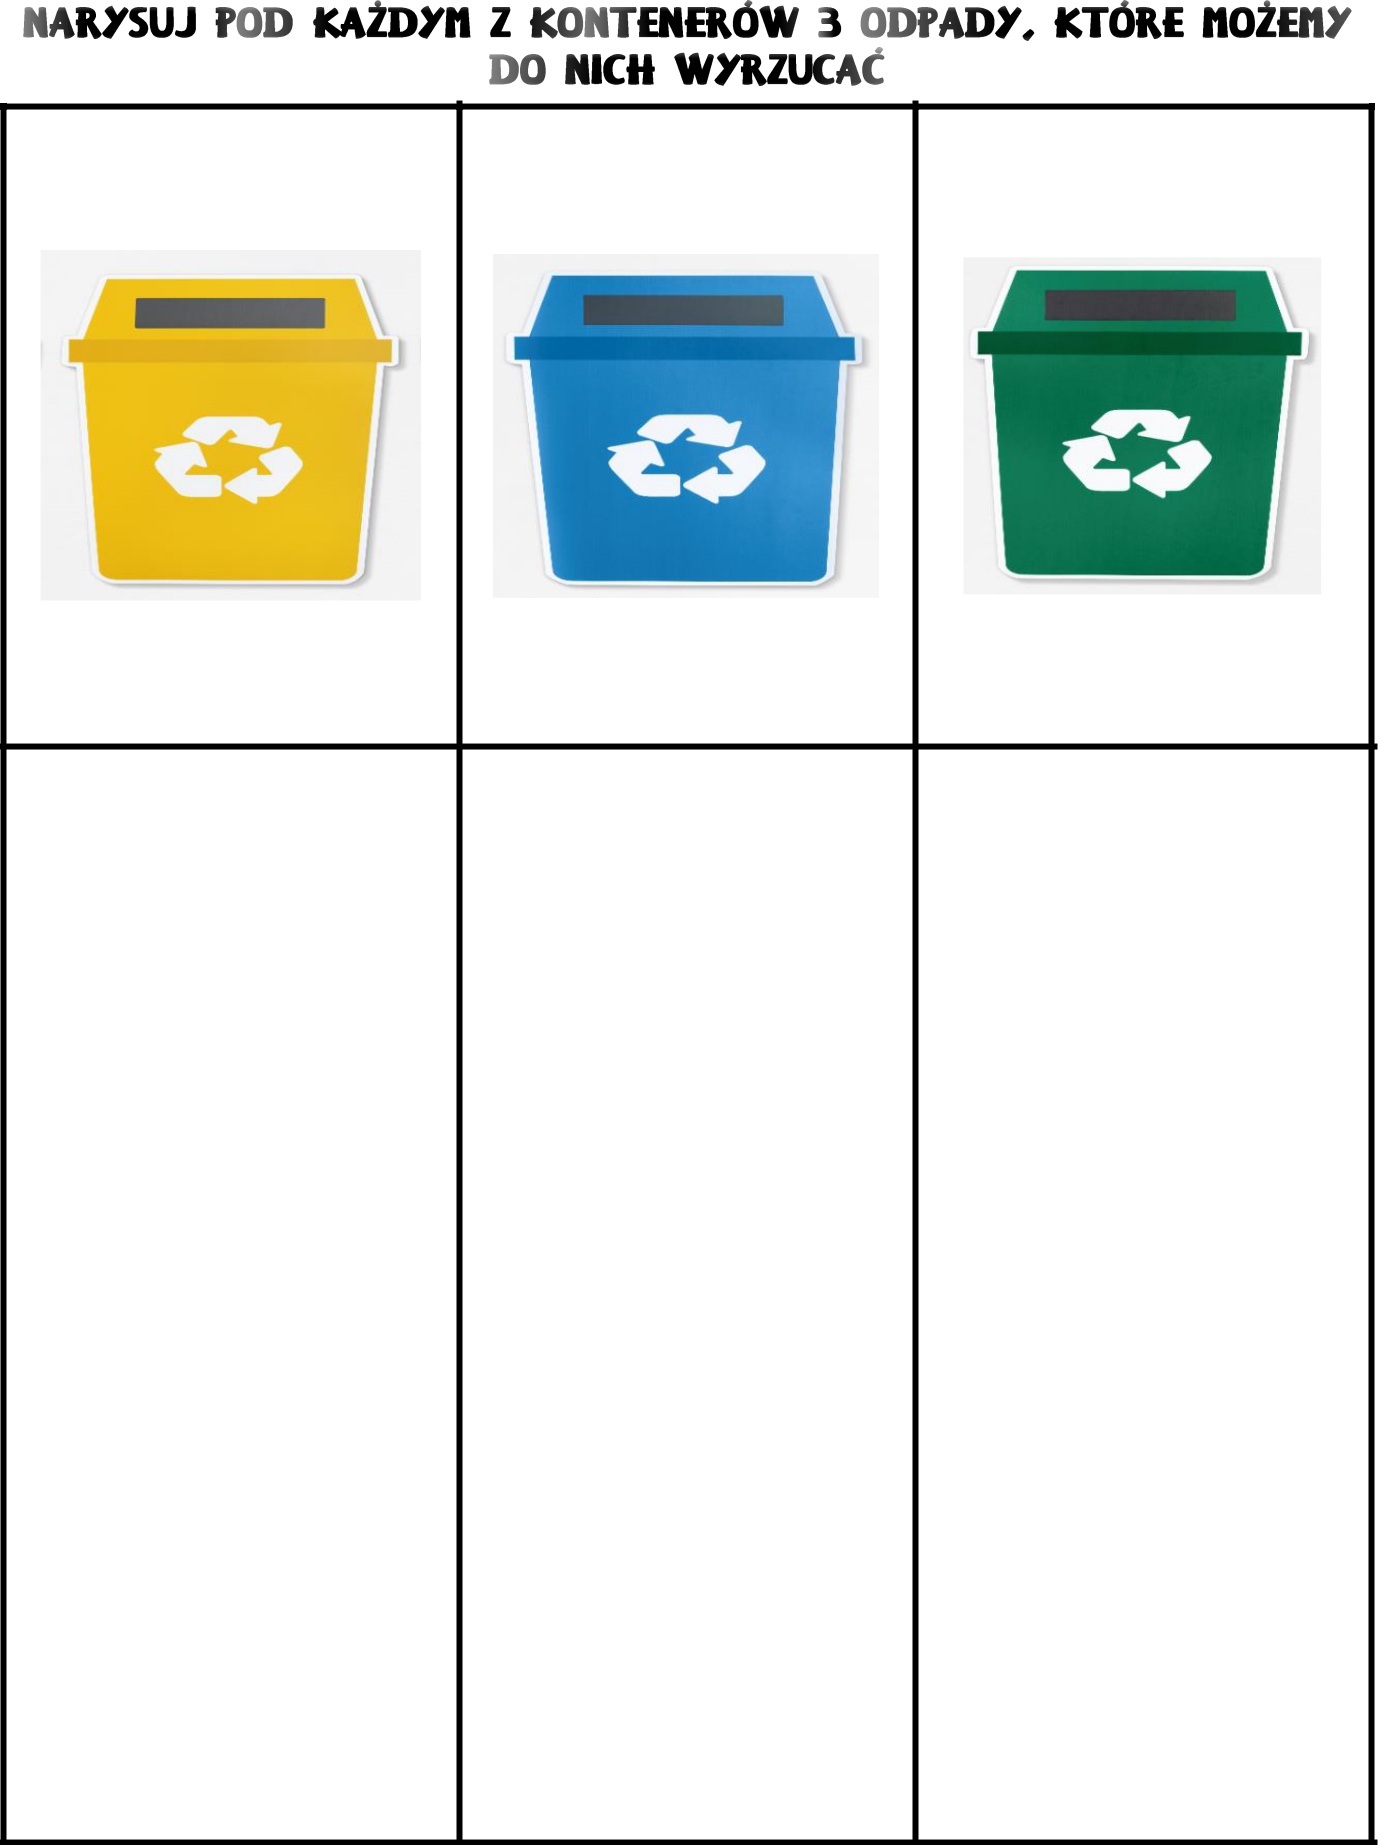 NARYSUJ POD KAŻDYM Z KONTENERÓW 3 ODPADY, KTÓRE MOŻEMY
DO NICH WYRZUCAĆ